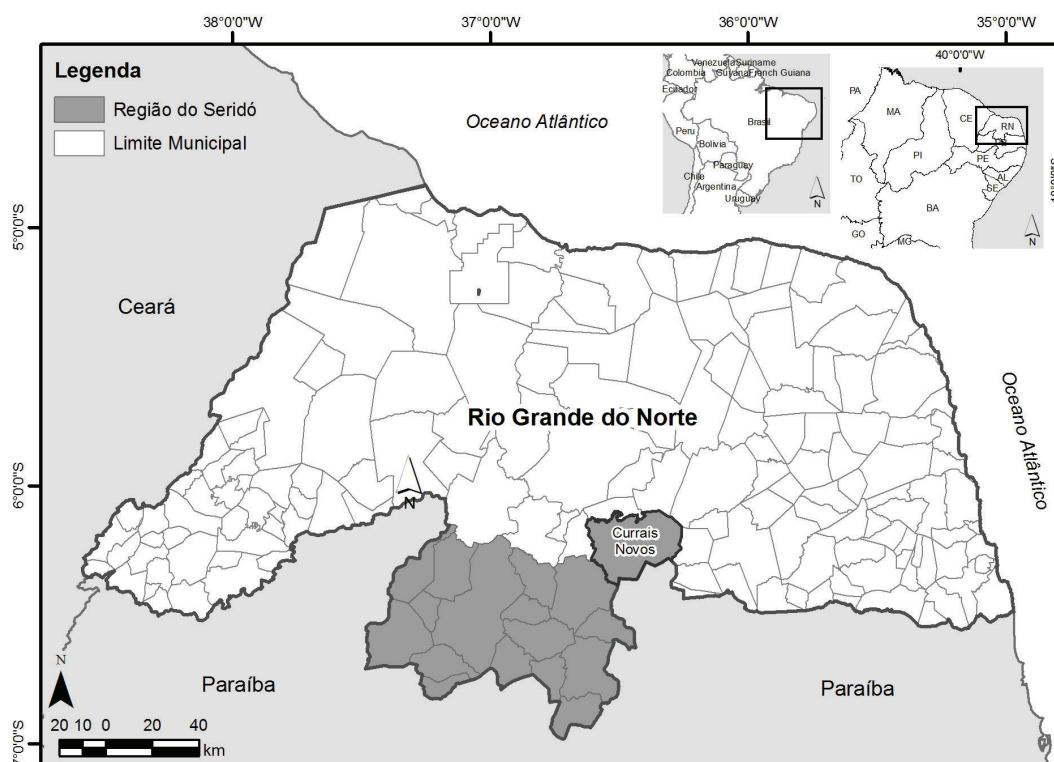 38°0'0"W 37°0'0"W 36°0'0"W 35°0'0"W
Legenda
Região do Seridó
Limite Municipal
Oceano Atlântico
Venezuela
Suriname
Colombia
Guyana
French Guiana
Ecuador
Brasil
Peru
Bolivia
Paraguay
Chile
Argentina
Uruguay
N
40°0'0"W
PA
MA
CE
RN
PI
PE
TO
AL
SE
BA
GO
MG
N
5°0'0"S
Ceará
Rio Grande do Norte
Oceano Atlântico
6°0'0"S
N
Currais
Novos
Paraíba
Paraíba
N
20 10 0 20 40
km
7°0'0"S